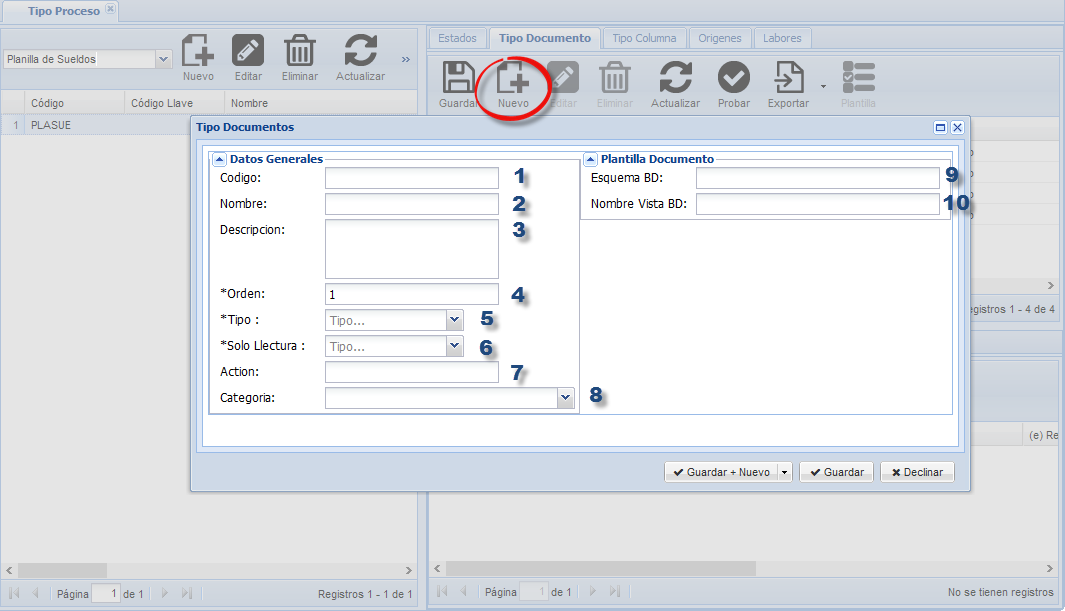 Tipo Proceso
Planilla de Sueldos
Nuevo
Editar
Eliminar
Actualizar
»
Código
Código Llave
Nombre
1 PLASUE
Estados
Tipo Documento
Tipo Columna
Origenes
Labores
Guardar
Nuevo
Editar
Eliminar
Actualizar
Probar
Exportar
Plantilla
Tipo Documentos
Datos Generales
Codigo: 1
Nombre: 2
Descripcion: 3
*Orden: 1 4
*Tipo : Tipo... 5
*Solo Llectura : Tipo... 6
Action: 7
Categoria: 8
Plantilla Documento
Esquema BD: 9
Nombre Vista BD: 10
Guardar + Nuevo
Guardar
Declinar
egistros 1 - 4 de 4
(e) Re
Página 1 de 1
Registros 1 - 1 de 1
Página 1 de 1
No se tienen registros